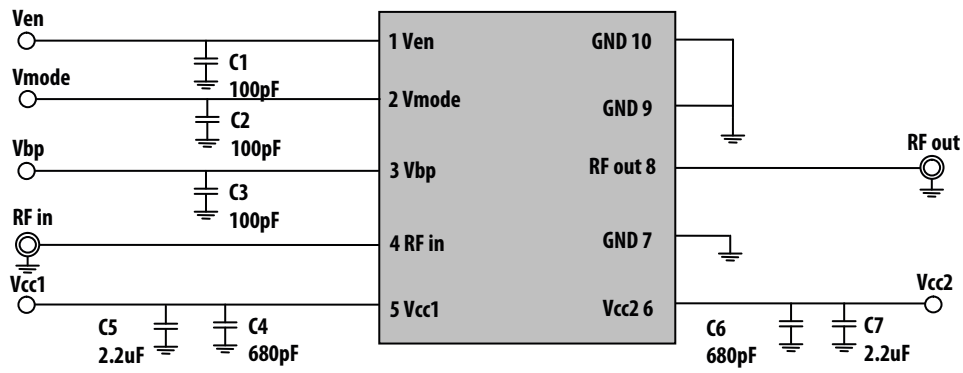 Ven
C1
100pF
Vmode
C2
100pF
Vbp
C3
100pF
RF in
Vcc1
C5
2.2uF
C4
680pF
1 Ven
2 Vmode
3 Vbp
4 RF in
5 Vcc1
GND 10
GND 9
RF out 8
GND 7
Vcc2 6
RF out
Vcc2
C6
680pF
C7
2.2uF